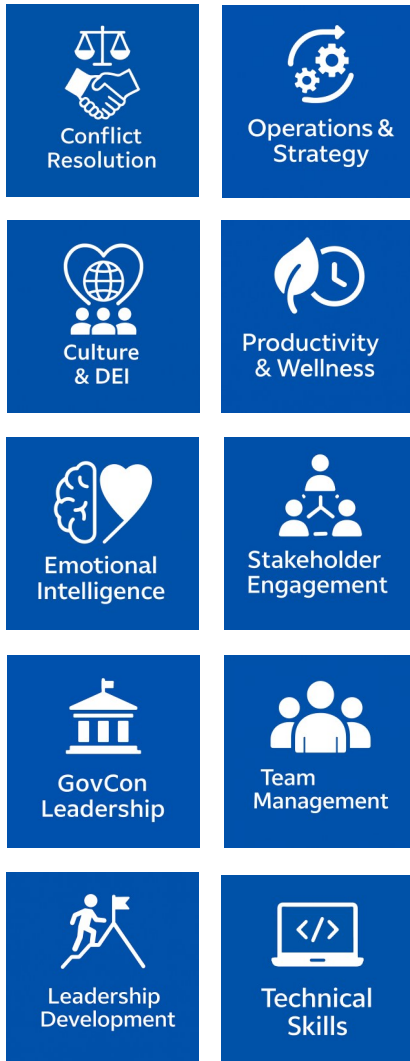 Conflict
Resolution
Operations &
Strategy
Culture
& DEI
Productivity
& Wellness
Emotional
Intelligence
Stakeholder
Engagement
GovCon
Leadership
Team
Management
Leadership
Development
</>
Technical
Skills